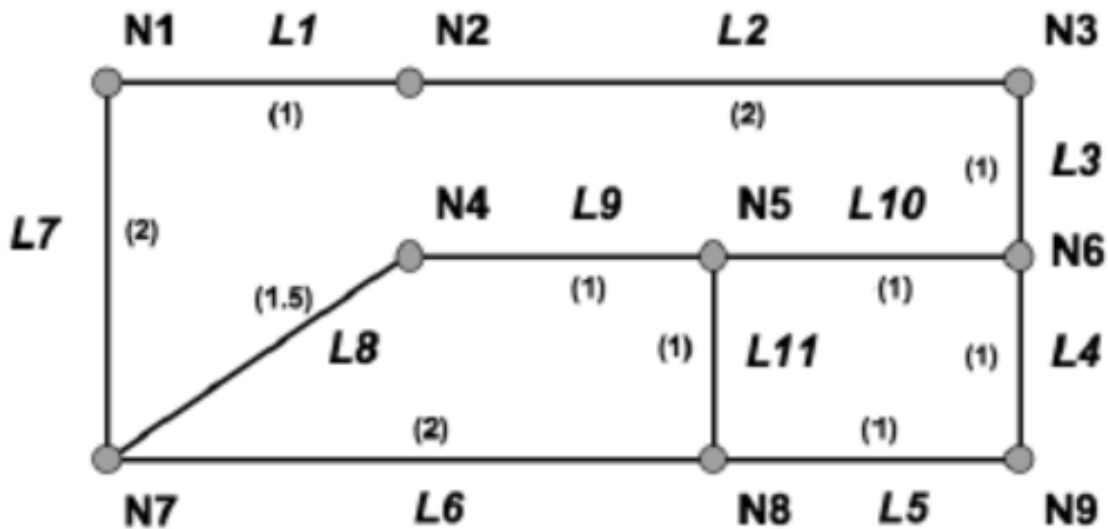 N1 L1 N2 L2 N3
(1) (2)
(1) L3
N4 L9 N5 L10
L7 (2) N6
(1.5) (1) (1)
L8 (1) L11 (1) L4
(2) (1)
N7 L6 N8 L5 N9